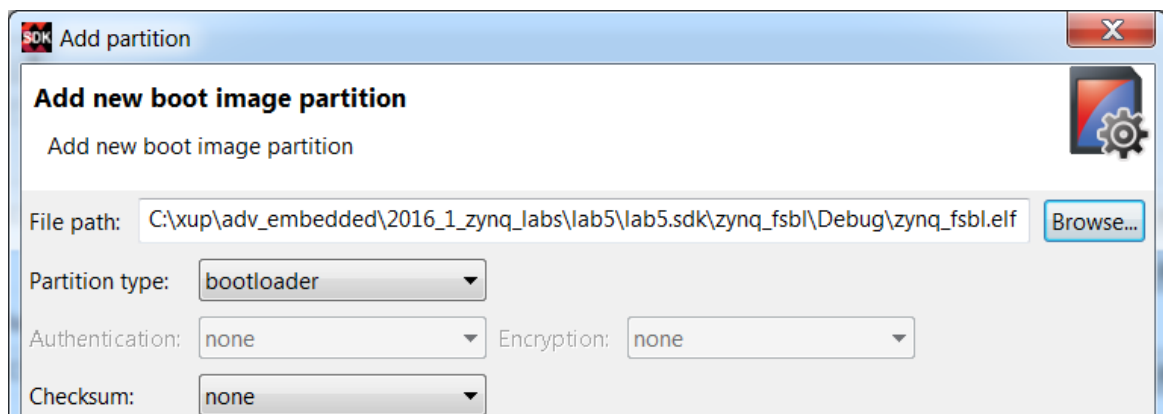 SDK Add partition X
Add new boot image partition
Add new boot image partition
File path: C:\xup\adv_embedded\2016_1_zynq_labs\lab5\lab5.sdk\zynq_fsbl\Debug\zynq_fsbl.elf Browse...
Partition type: bootloader
Authentication: none Encryption: none
Checksum: none